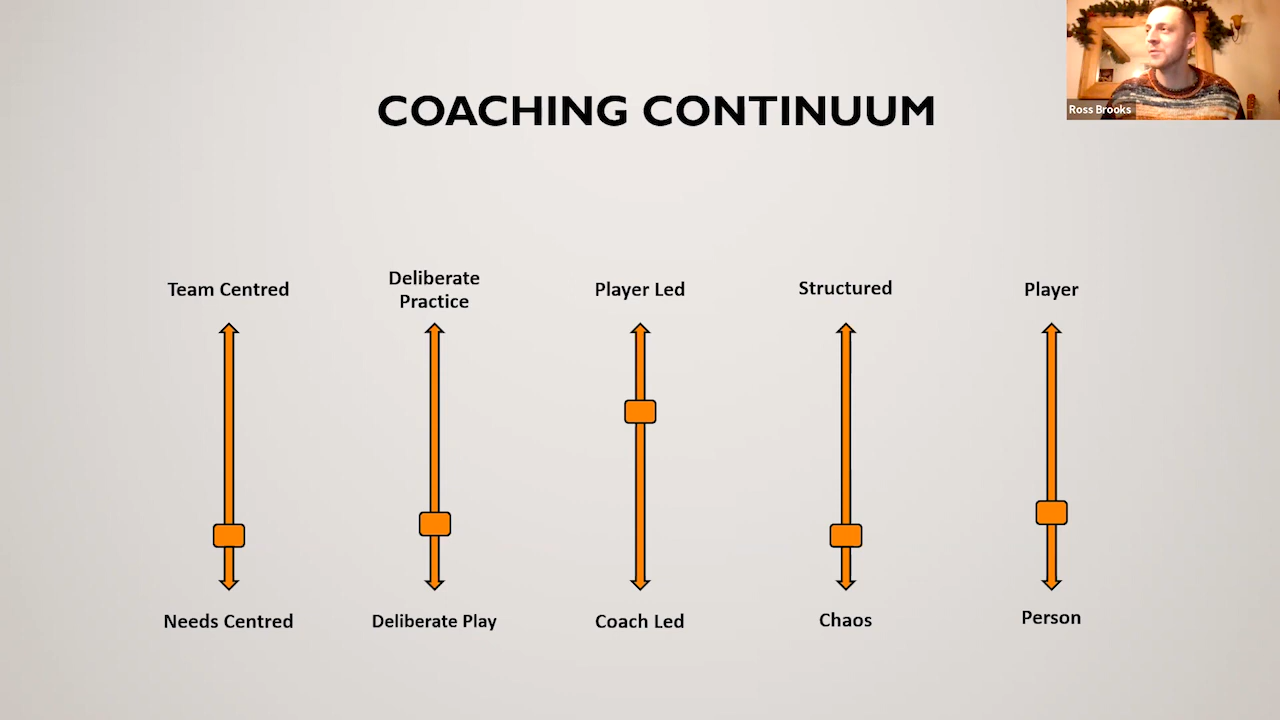 Ross Brooks
COACHING CONTINUUM
Team Centred
Deliberate
Practice
Player Led
Structured
Player
Needs Centred
Deliberate Play
Coach Led
Chaos
Person